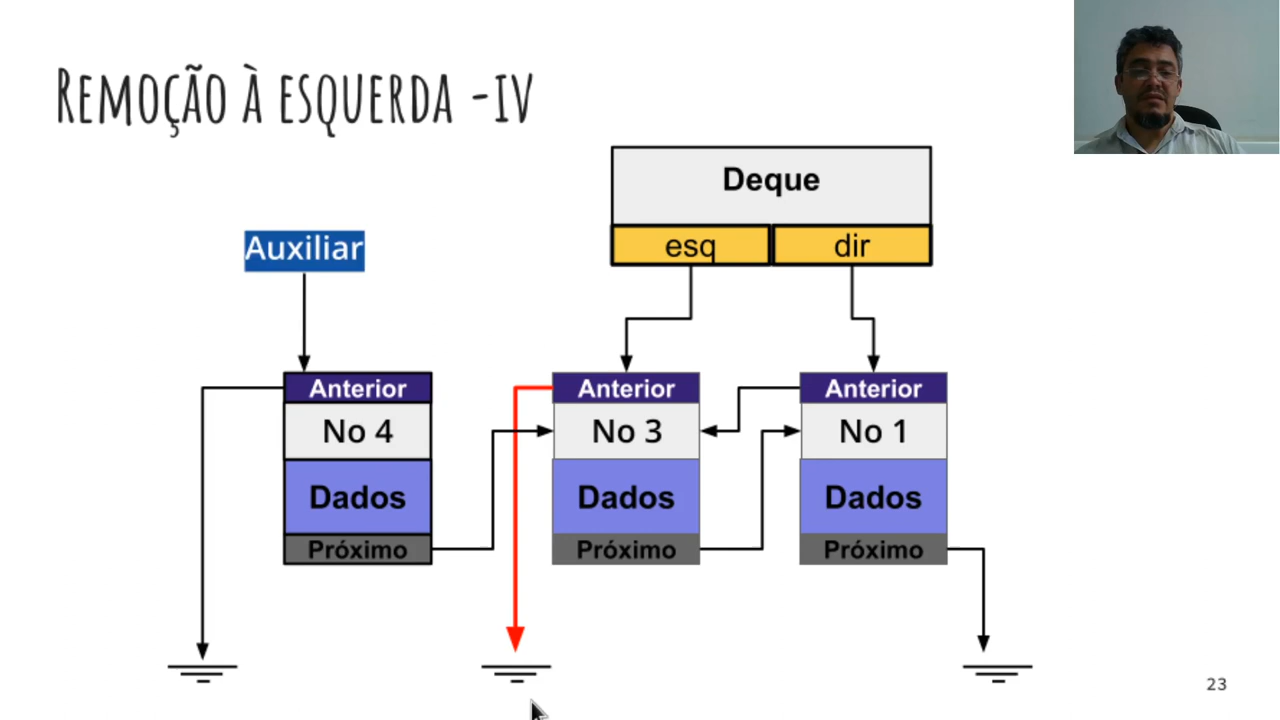 REMOÇÃO À ESQUERDA -IV
Deque
esq
dir
Auxiliar
Anterior
No 4
Dados
Próximo
Anterior
No 3
Dados
Próximo
Anterior
No 1
Dados
Próximo
23